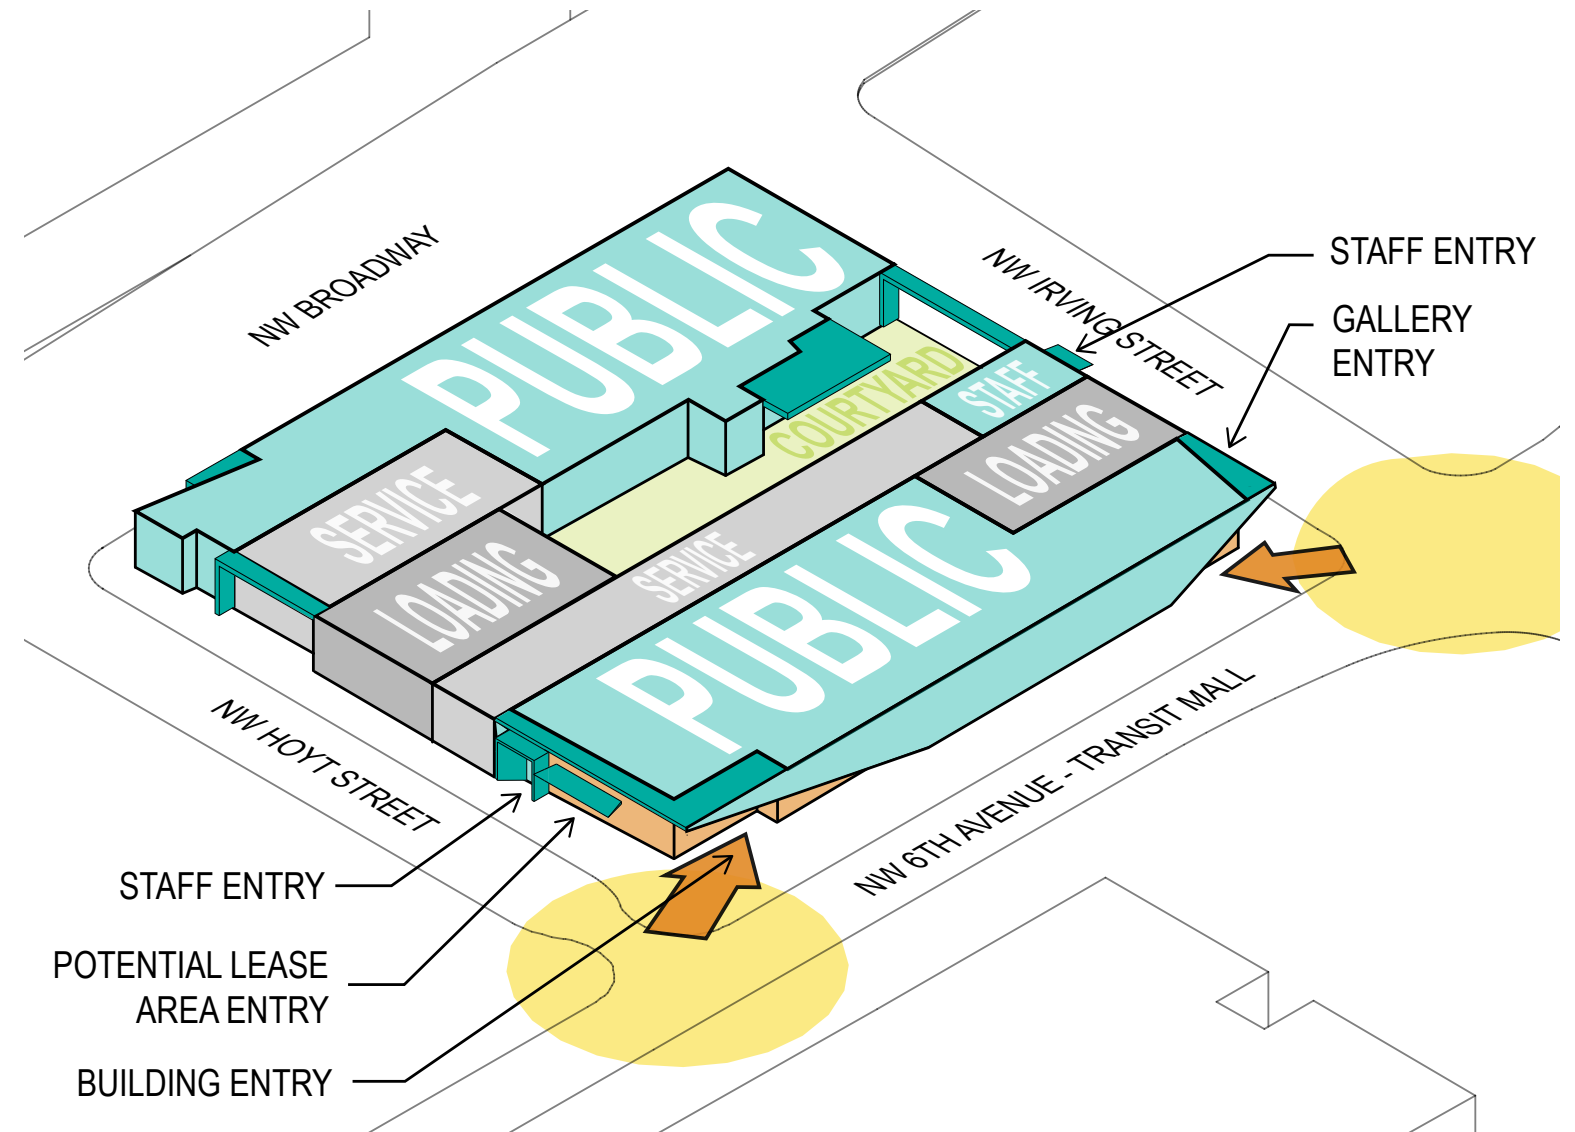 NW BROADWAY
NW IRVING STREET
STAFF ENTRY
GALLERY
ENTRY
PUBLIC
COURTYARD
STAFF
LOADING
SERVICE
LOADING
SERVICE
PUBLIC
NW HOYT STREET
NW 6TH AVENUE - TRANSIT MALL
STAFF ENTRY
POTENTIAL LEASE
AREA ENTRY
BUILDING ENTRY